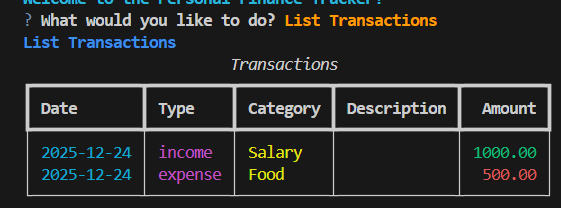 Welcome to the Personal Finance Tracker!
? What would you like to do? List Transactions
List Transactions
Transactions
Date Type Category Description Amount
2025-12-24 income Salary 1000.00
2025-12-24 expense Food 500.00